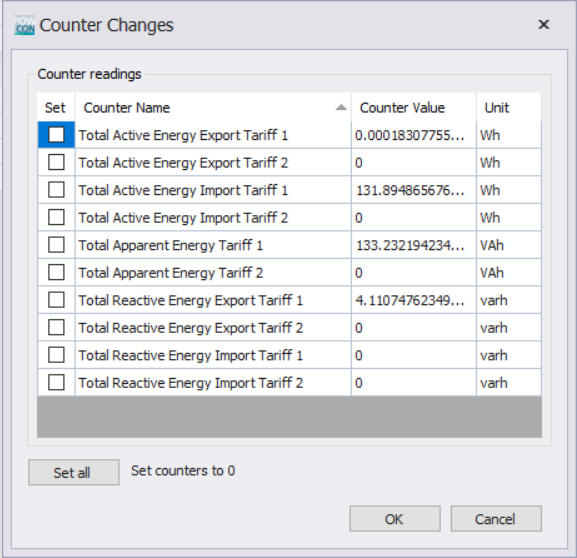 POW
CON
Counter Changes
Counter readings
Set Counter Name Counter Value Unit
Total Active Energy Export Tariff 1 0.00018307755... Wh
Total Active Energy Export Tariff 2 0 Wh
Total Active Energy Import Tariff 1 131.894865676... Wh
Total Active Energy Import Tariff 2 0 Wh
Total Apparent Energy Tariff 1 133.232194234... VAh
Total Apparent Energy Tariff 2 0 VAh
Total Reactive Energy Export Tariff 1 4.11074762349... varh
Total Reactive Energy Export Tariff 2 0 varh
Total Reactive Energy Import Tariff 1 0 varh
Total Reactive Energy Import Tariff 2 0 varh
Set all Set counters to 0
OK Cancel